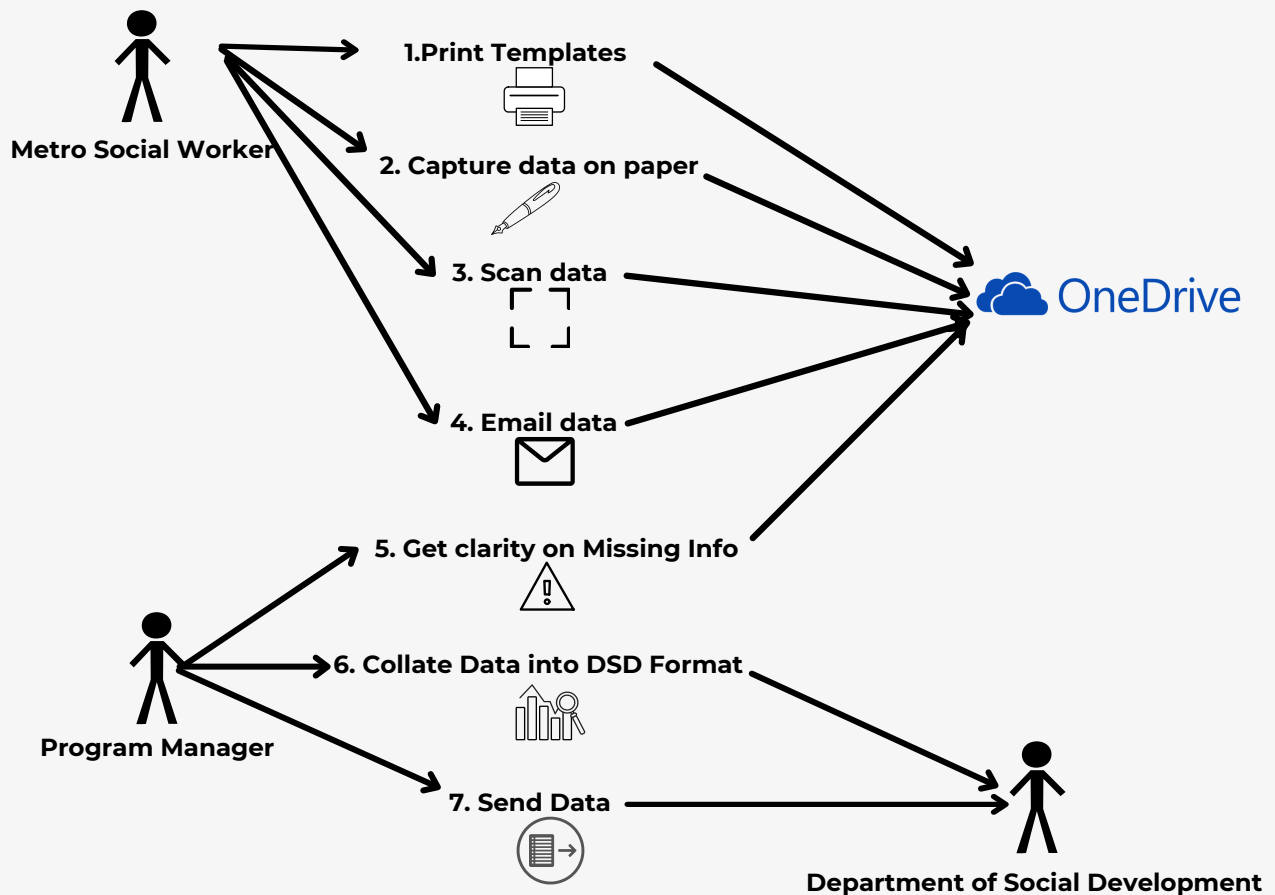 1.Print Templates
Metro Social Worker
2. Capture data on paper
3. Scan data
OneDrive
4. Email data
5. Get clarity on Missing Info
6. Collate Data into DSD Format
Program Manager
7. Send Data
Department of Social Development